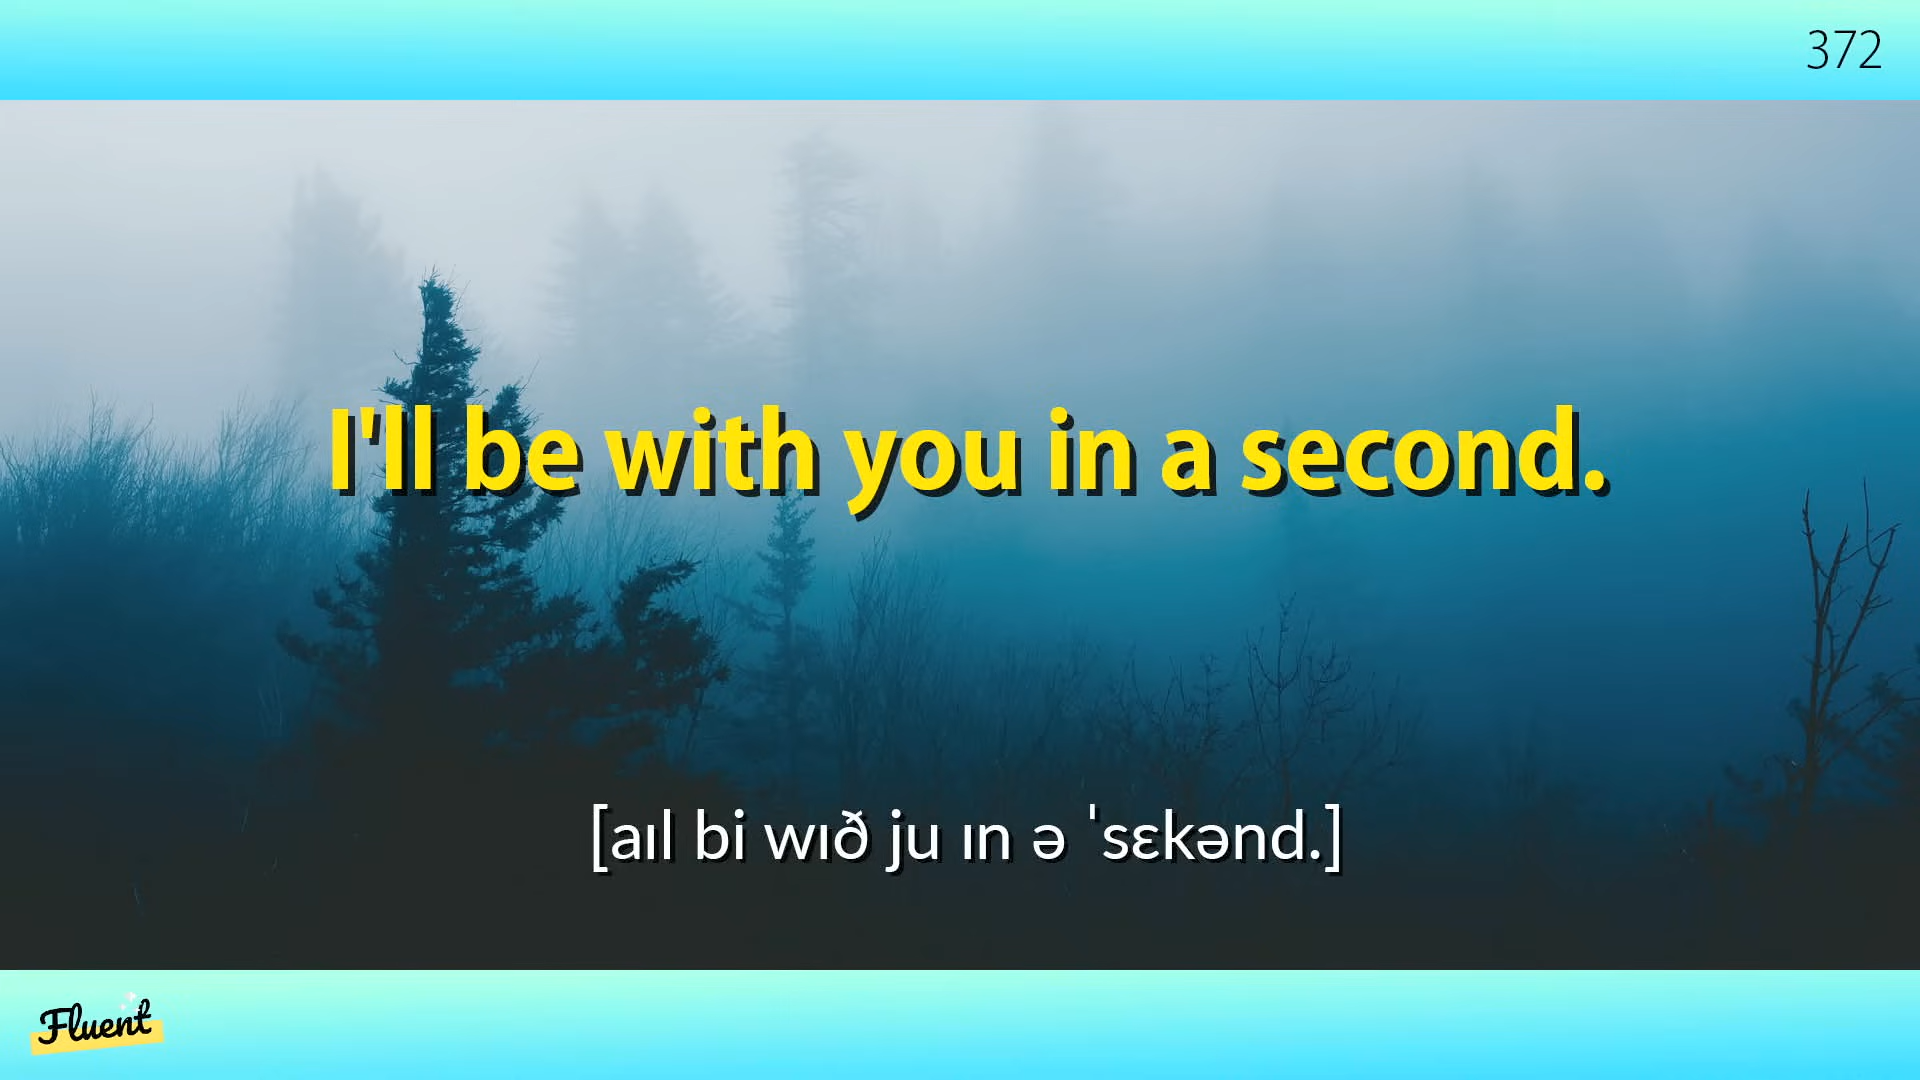 372
I'll be with you in a second.
[aɪl bi wɪð ju ɪn ə ˈsɛkənd.]
Fluent